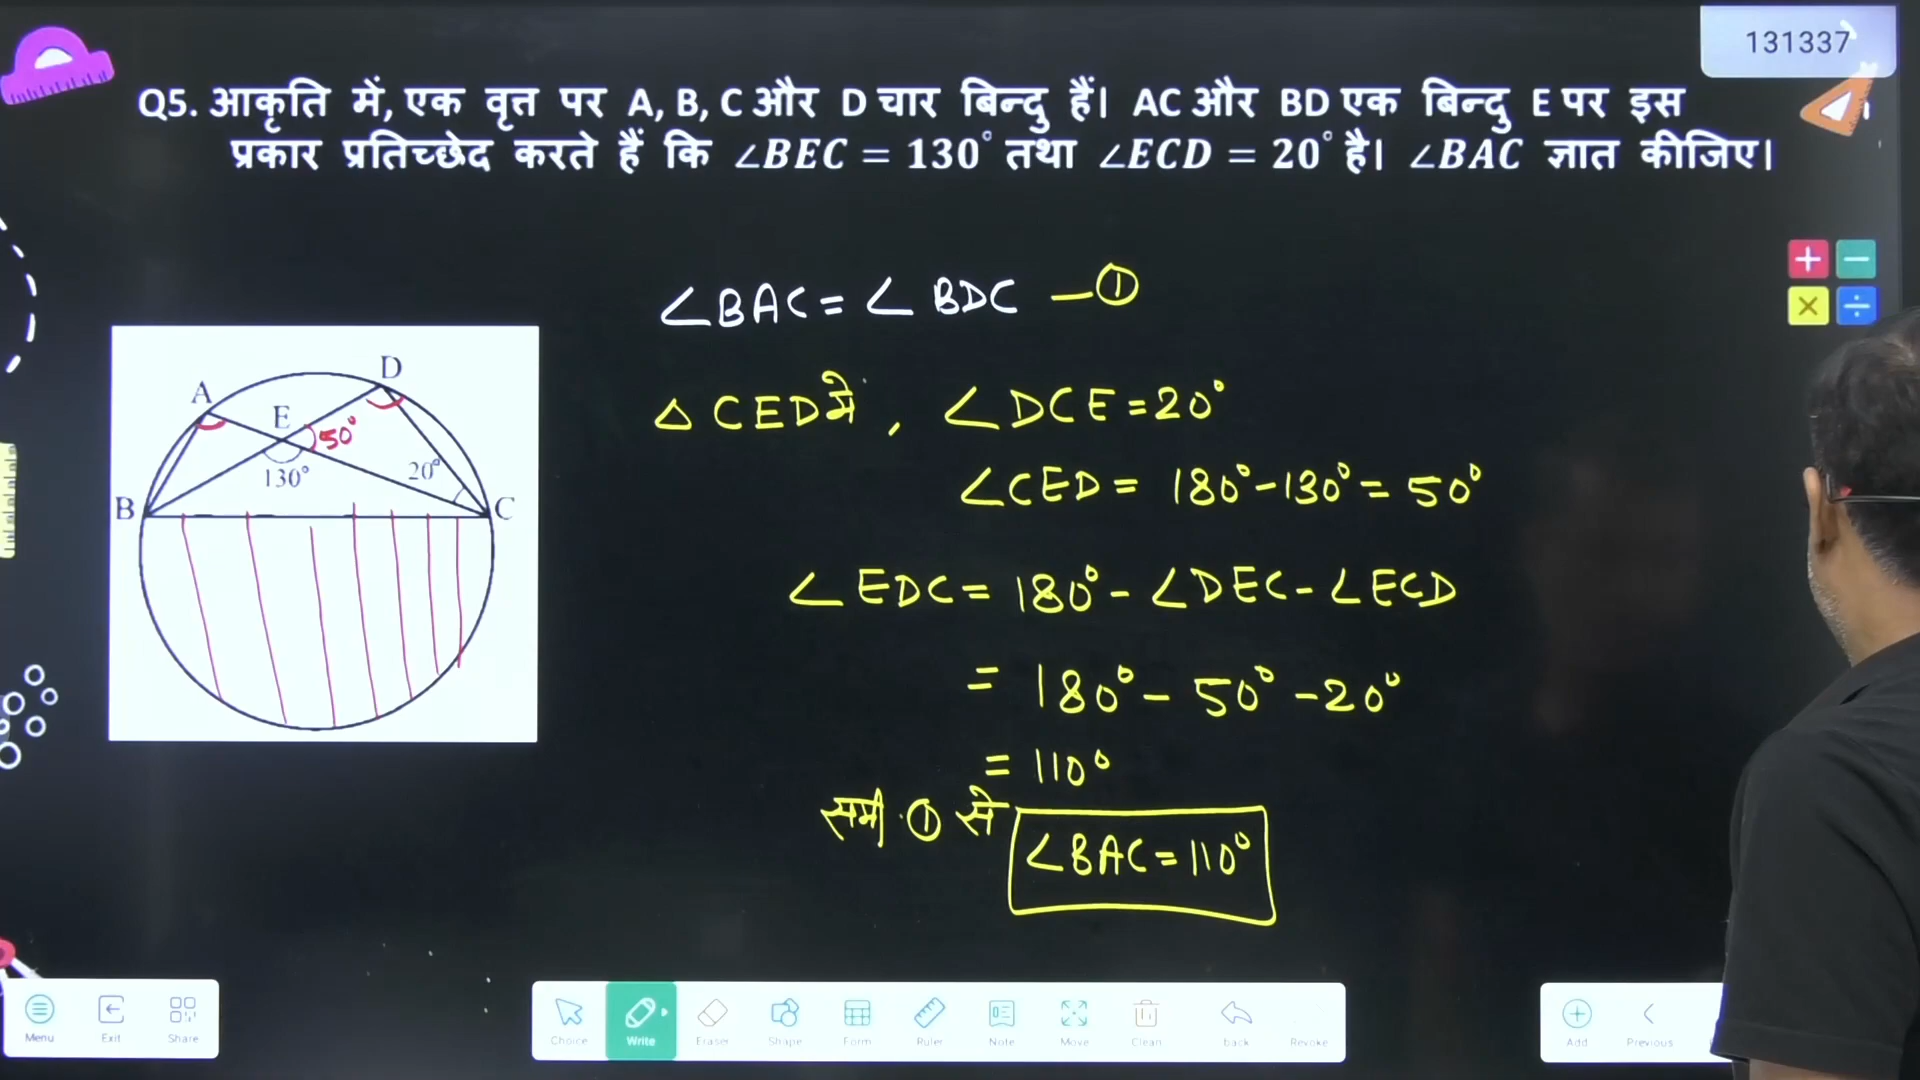 131337
Q5. आकृति में, एक वृत्त पर A, B, C और D चार बिन्दु हैं। AC और BD एक बिन्दु E पर इस
प्रकार प्रतिच्छेद करते हैं कि ∠BEC = 130° तथा ∠ECD = 20° है। ∠BAC ज्ञात कीजिए।
+ −
× ÷
∠BAC = ∠BDC —①
△CED में, ∠DCE = 20°
∠CED = 180° - 130° = 50°
∠EDC = 180° - ∠DEC - ∠ECD
= 180° - 50° - 20°
= 110°
समी. ① से ∠BAC = 110°
D
A
E 50°
130° 20°
B C
Menu Exit Share
Choice Write Eraser Shape Form Ruler Note Move Clean back Revoke
Add Previous